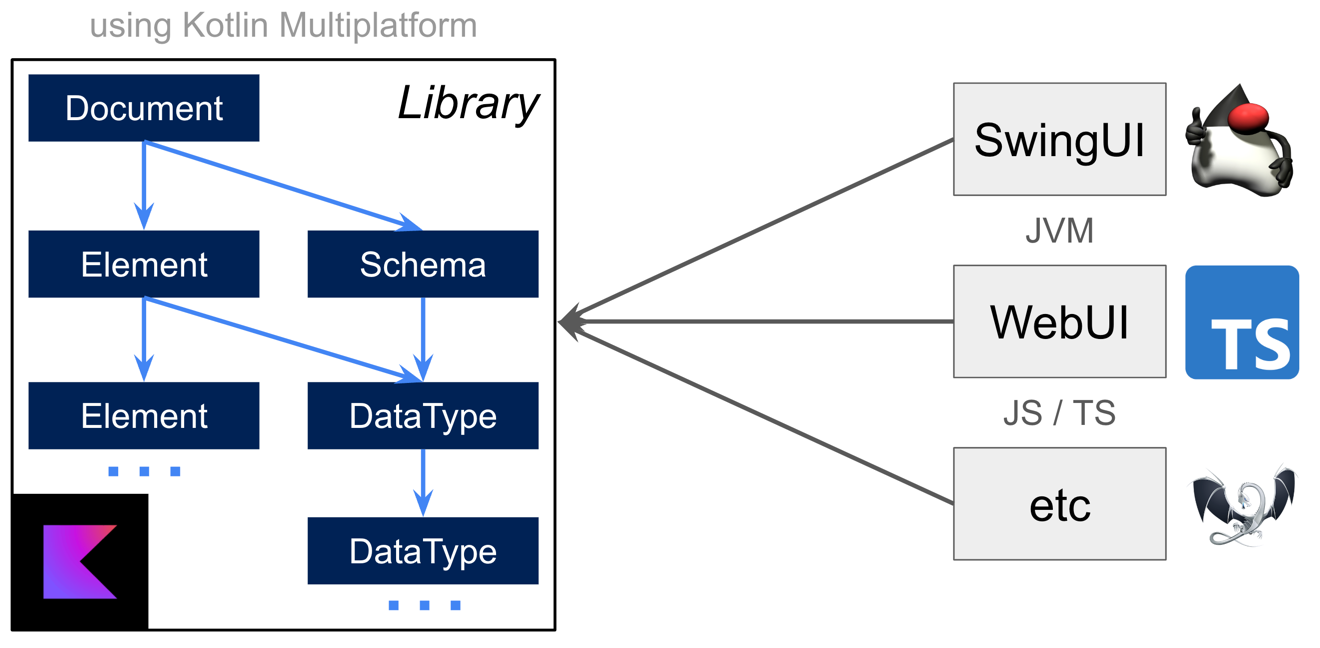 using Kotlin Multiplatform
Library
Document
Element
Schema
Element
DataType
DataType
SwingUI
JVM
WebUI
TS
JS / TS
etc